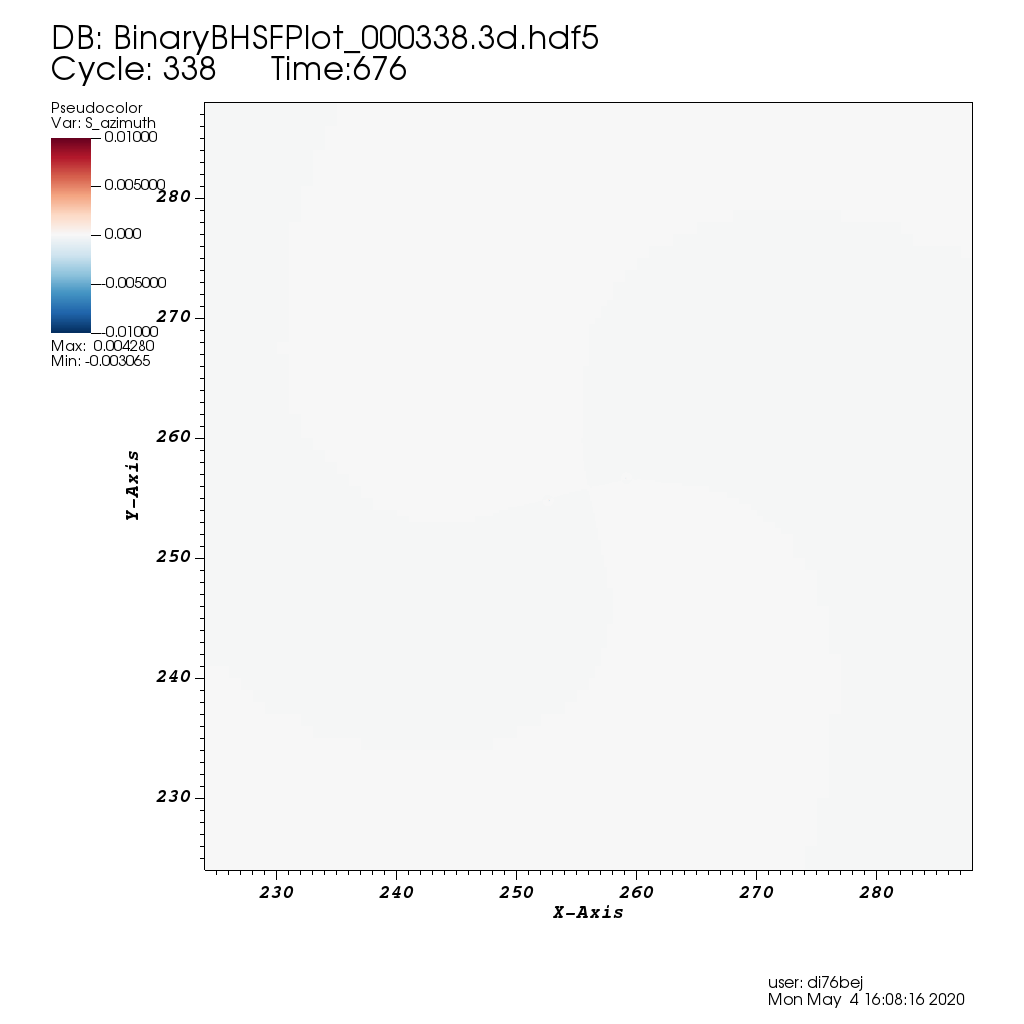 DB: BinaryBHSFPlot_000338.3d.hdf5
Cycle: 338 Time:676
Pseudocolor
Var: S_azimuth
0.01000
0.005000
0.000
-0.005000
-0.01000
Max: 0.004280
Min: -0.003065
280
270
260
250
240
230
Y-Axis
230 240 250 260 270 280
X-Axis
user: di76bej
Mon May 4 16:08:16 2020